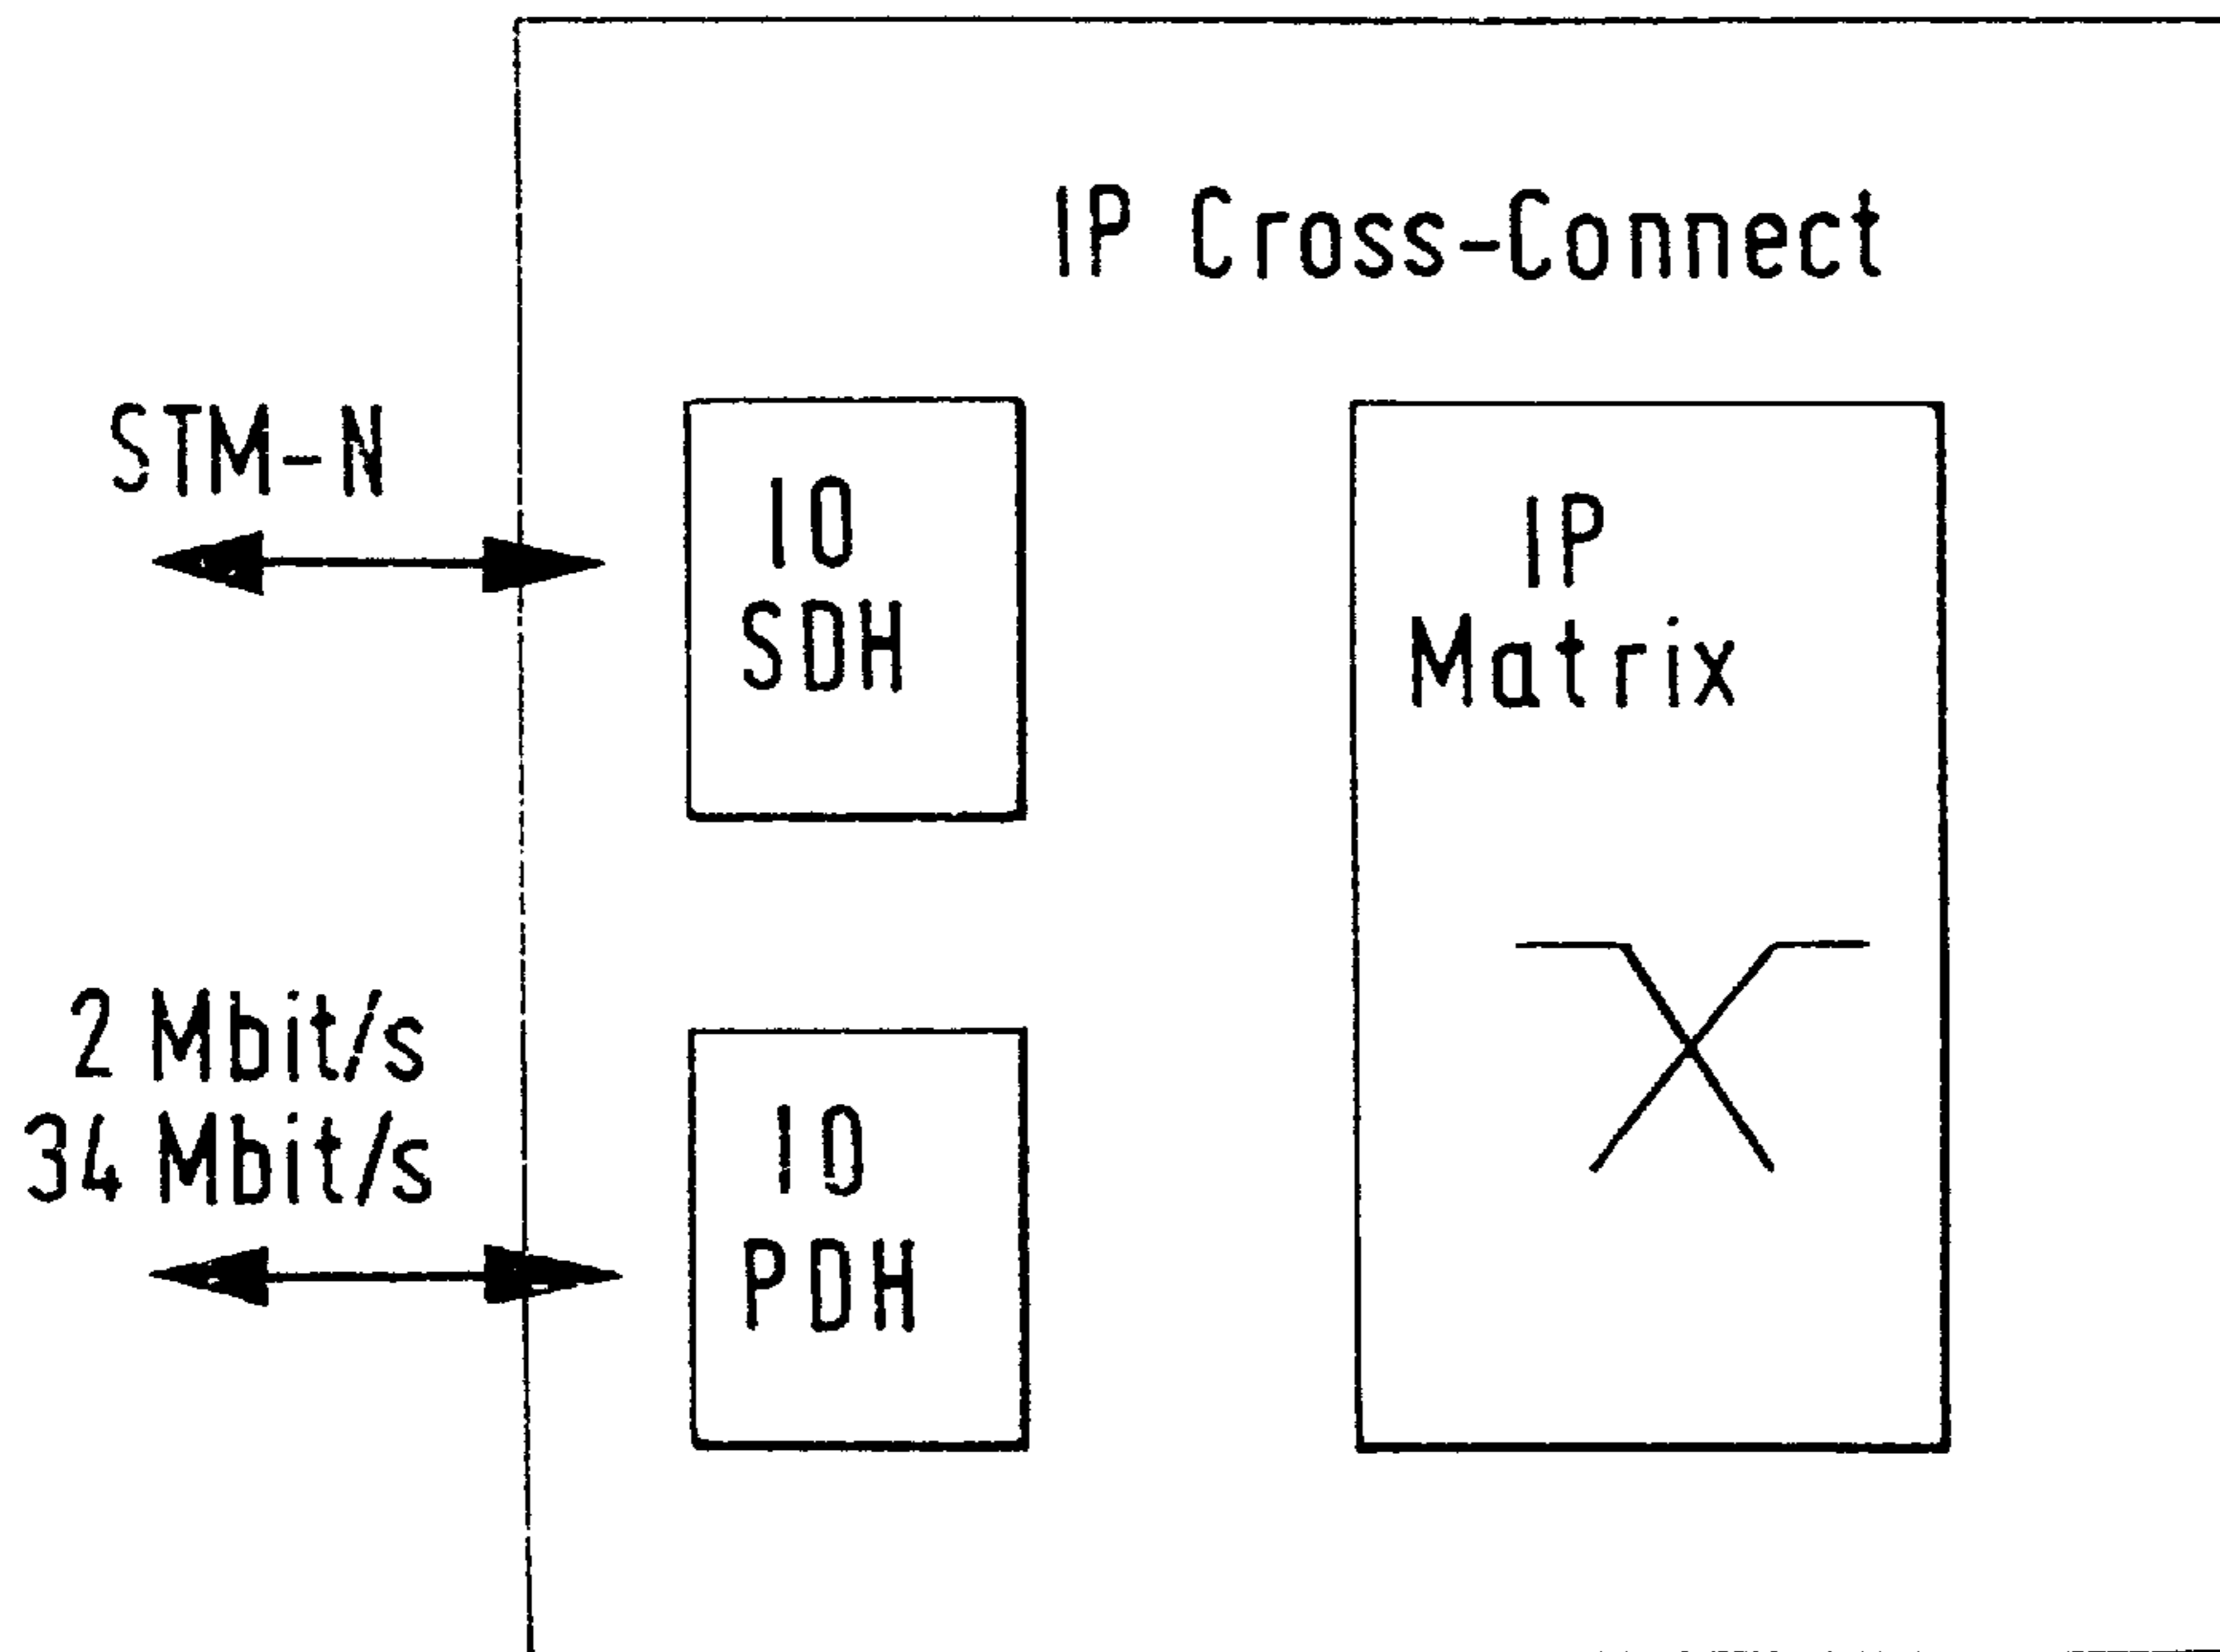 IP Cross-Connect
STM-N
IO
SDH
IP
Matrix
2 Mbit/s
34 Mbit/s
IO
PDH